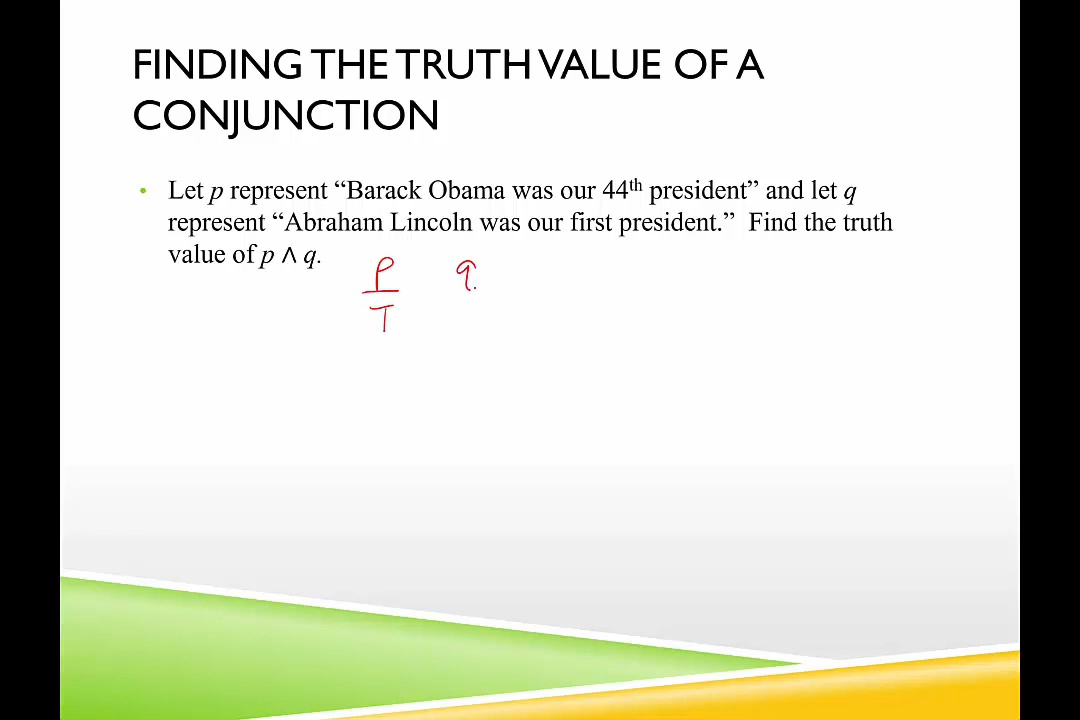 FINDING THE TRUTH VALUE OF A
CONJUNCTION
• Let p represent “Barack Obama was our 44th president” and let q
represent “Abraham Lincoln was our first president.” Find the truth
value of p ∧ q.
p q
T